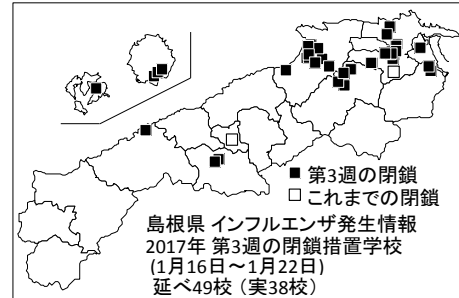 ■ 第3週の閉鎖
□ これまでの閉鎖
島根県 インフルエンザ発生情報
2017年 第3週の閉鎖措置学校
(1月16日～1月22日)
延べ49校 (実38校)